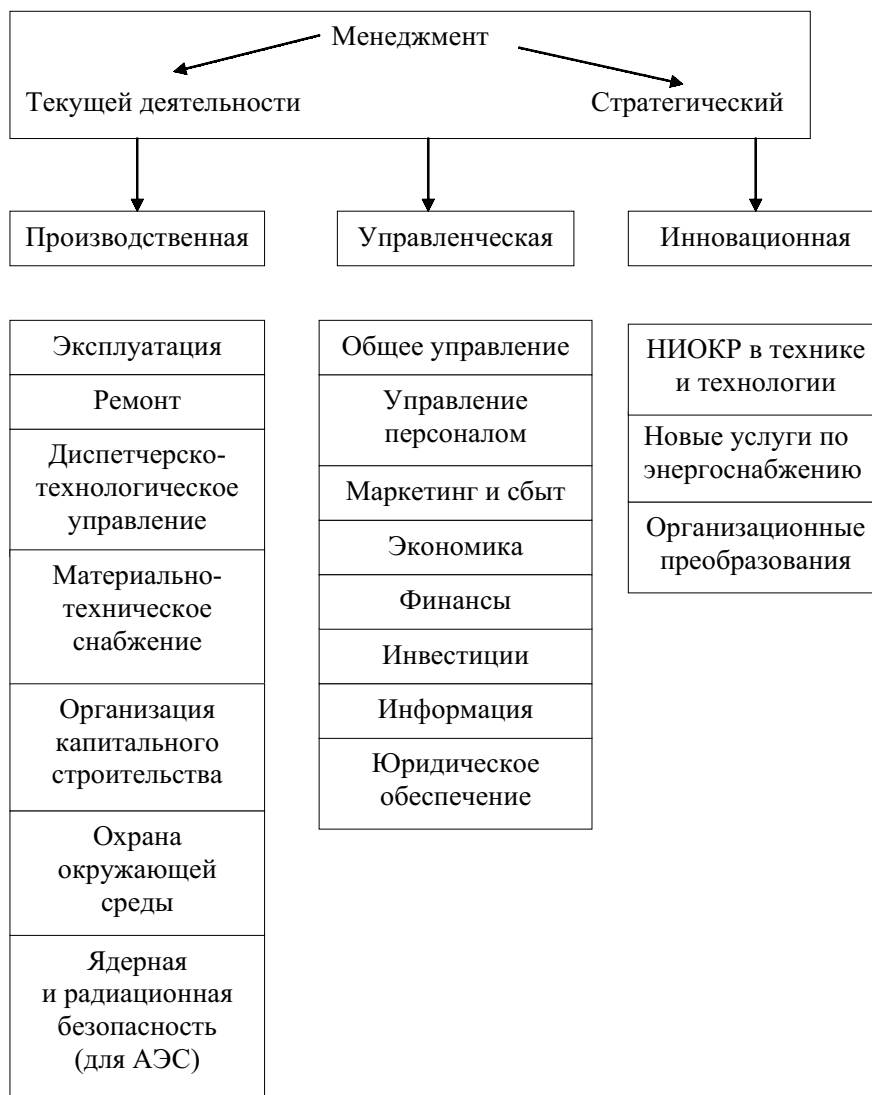 Менеджмент
Текущей деятельности
Стратегический
Производственная
Управленческая
Инновационная
Эксплуатация
Ремонт
Диспетчерско-
технологическое
управление
Материально-
техническое
снабжение
Организация
капитального
строительства
Охрана
окружающей
среды
Ядерная
и радиационная
безопасность
(для АЭС)
Общее управление
Управление
персоналом
Маркетинг и сбыт
Экономика
Финансы
Инвестиции
Информация
Юридическое
обеспечение
НИОКР в технике
и технологии
Новые услуги по
энергоснабжению
Организационные
преобразования